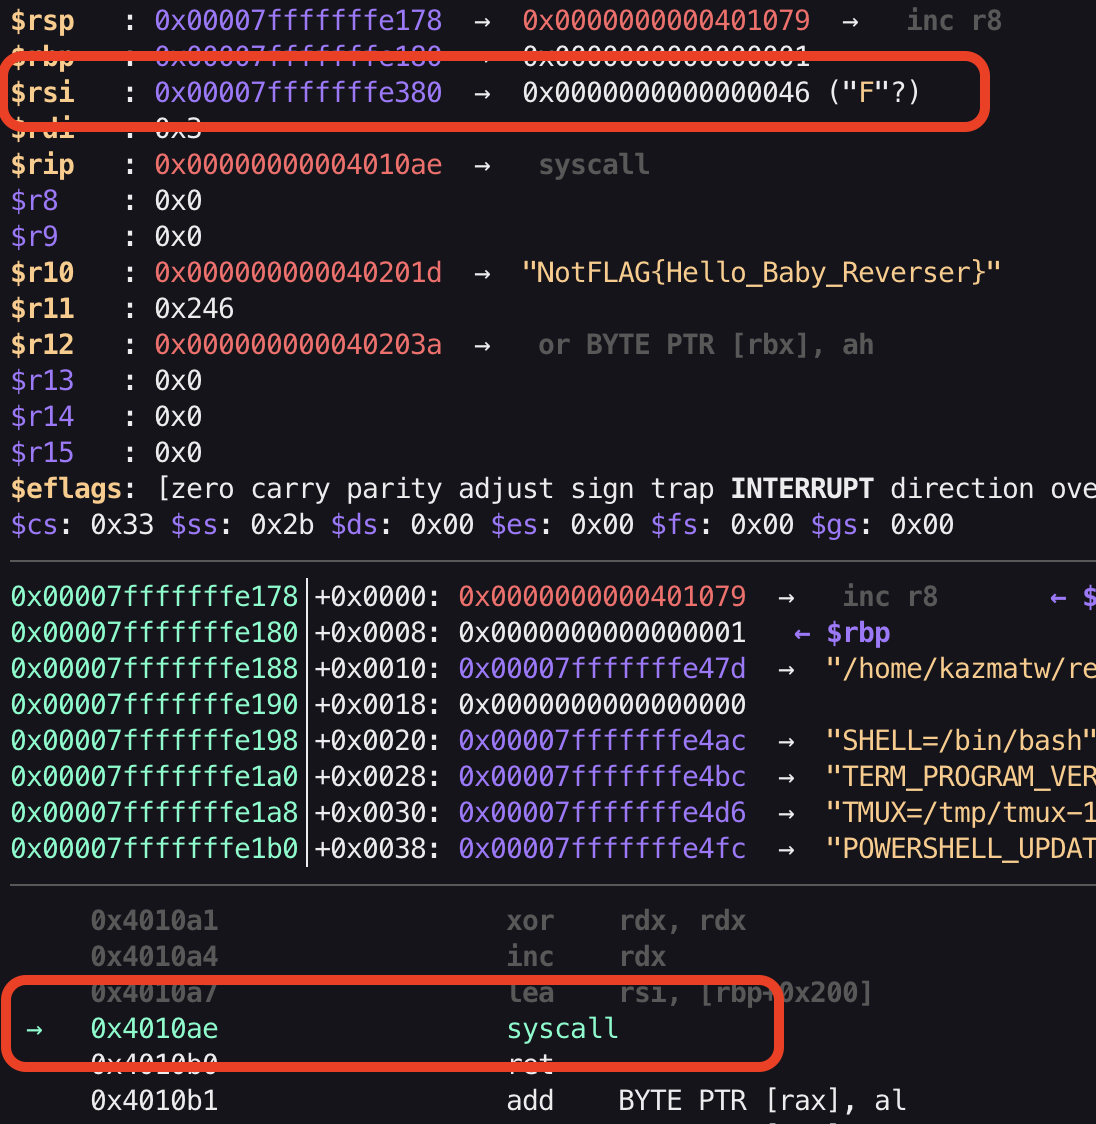 $rsp : 0x00007fffffffe178 → 0x0000000000401079 → inc r8
$rbp : 0x00007fffffffe180 → 0x0000000000000001
$rsi : 0x00007fffffffe380 → 0x0000000000000046 ("F"?)
$rdi : 0x3
$rip : 0x00000000004010ae → syscall
$r8 : 0x0
$r9 : 0x0
$r10 : 0x000000000040201d → "NotFLAG{Hello_Baby_Reverser}"
$r11 : 0x246
$r12 : 0x000000000040203a → or BYTE PTR [rbx], ah
$r13 : 0x0
$r14 : 0x0
$r15 : 0x0
$eflags: [zero carry parity adjust sign trap INTERRUPT direction ove
$cs: 0x33 $ss: 0x2b $ds: 0x00 $es: 0x00 $fs: 0x00 $gs: 0x00
0x00007fffffffe178│+0x0000: 0x0000000000401079 → inc r8 ← $
0x00007fffffffe180│+0x0008: 0x0000000000000001 ← $rbp
0x00007fffffffe188│+0x0010: 0x00007fffffffe47d → "/home/kazmatw/re
0x00007fffffffe190│+0x0018: 0x0000000000000000
0x00007fffffffe198│+0x0020: 0x00007fffffffe4ac → "SHELL=/bin/bash"
0x00007fffffffe1a0│+0x0028: 0x00007fffffffe4bc → "TERM_PROGRAM_VER
0x00007fffffffe1a8│+0x0030: 0x00007fffffffe4d6 → "TMUX=/tmp/tmux-1
0x00007fffffffe1b0│+0x0038: 0x00007fffffffe4fc → "POWERSHELL_UPDAT
0x4010a1 xor rdx, rdx
0x4010a4 inc rdx
0x4010a7 lea rsi, [rbp+0x200]
→ 0x4010ae syscall
0x4010b0 ret
0x4010b1 add BYTE PTR [rax], al